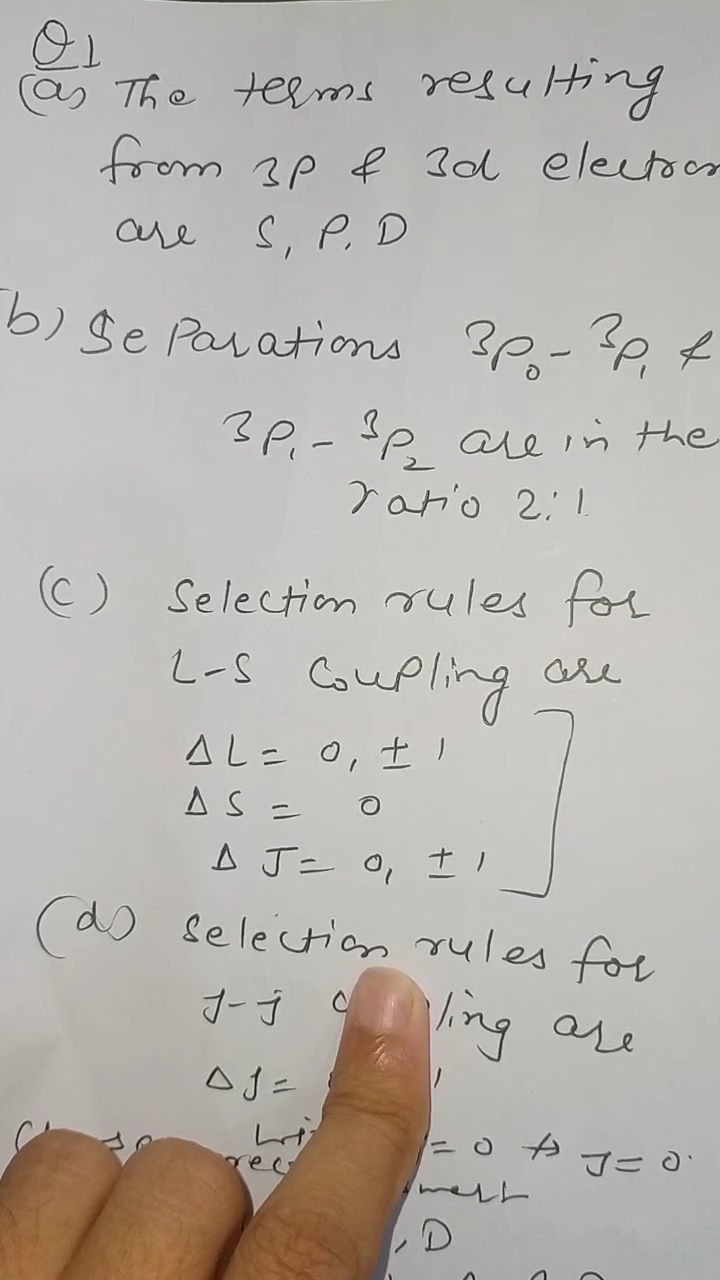 Q1
(a) The terms resulting
from 3p & 3d electron
are S, P, D
b) Separations ³P₀ - ³P₁ &
³P₁ - ³P₂ are in the
ratio 2:1
(c) Selection rules for
L-S Coupling are
ΔL = 0, ± 1
ΔS = 0
ΔJ = 0, ± 1
(d) Selection rules for
J-j ling are
ΔJ =
= 0 J = 0.
, D